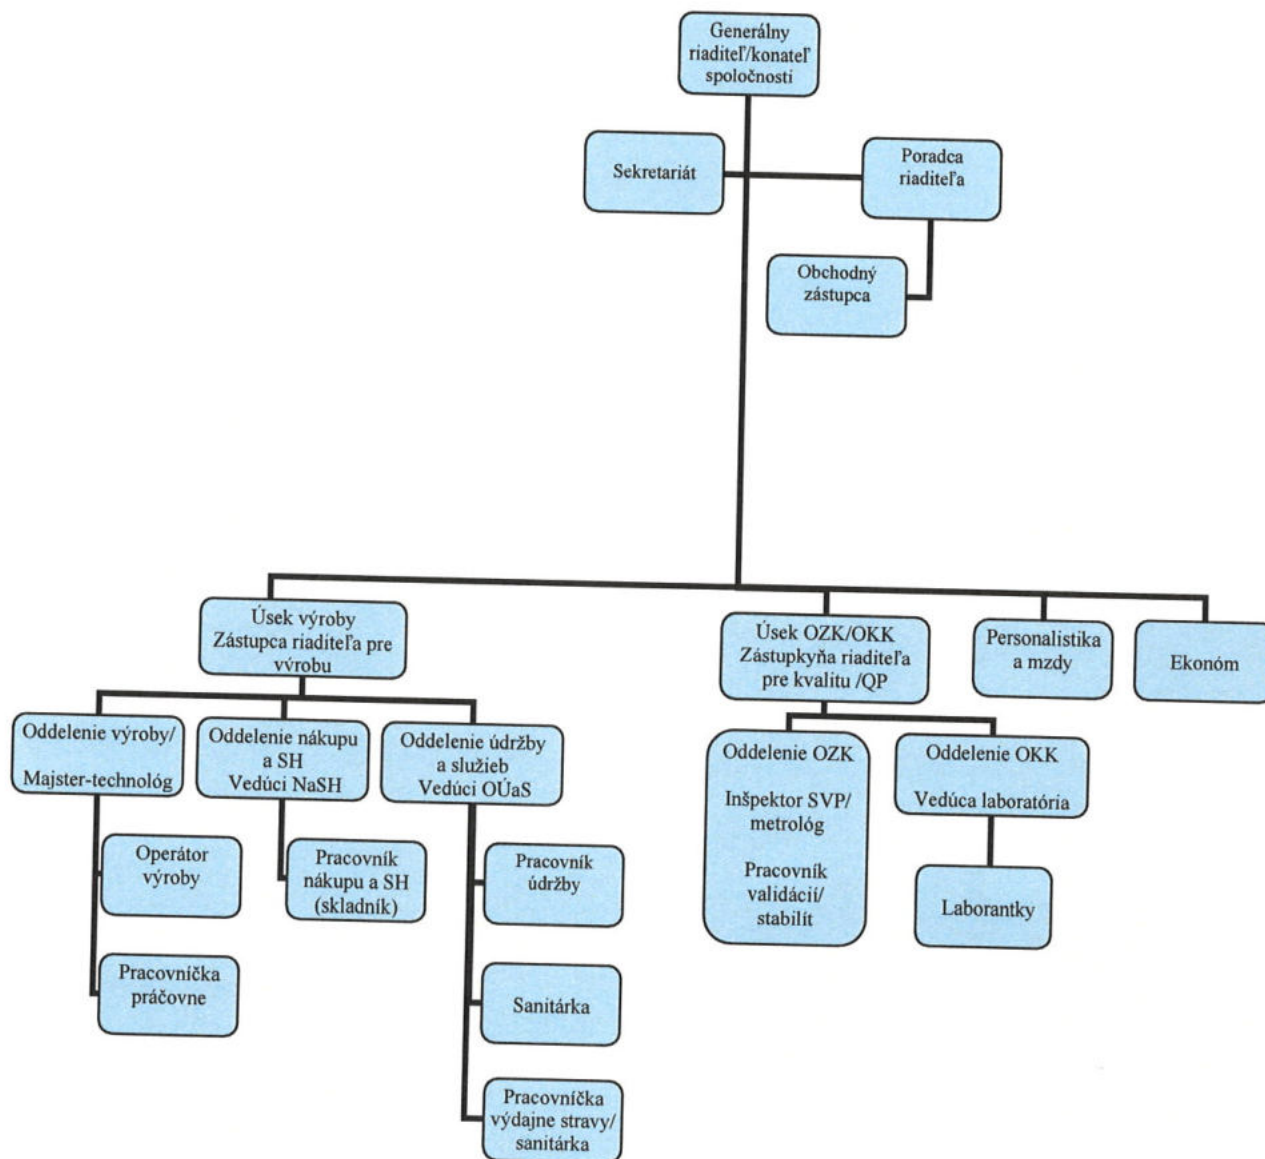 Generálny
riaditeľ/konateľ
spoločnosti
Sekretariát
Poradca
riaditeľa
Obchodný
zástupca
Úsek výroby
Zástupca riaditeľa pre
výrobu
Úsek OZK/OKK
Zástupkyňa riaditeľa
pre kvalitu /QP
Personalistika
a mzdy
Ekonóm
Oddelenie výroby/
Majster-technológ
Oddelenie nákupu
a SH
Vedúci NaSH
Oddelenie údržby
a služieb
Vedúci OÚaS
Oddelenie OZK
Inšpektor SVP/
metrológ
Pracovník
validácií/
stabilít
Oddelenie OKK
Vedúca laboratória
Operátor
výroby
Pracovník
nákupu a SH
(skladník)
Pracovník
údržby
Laborantky
Pracovníčka
práčovne
Sanitárka
Pracovníčka
výdajne stravy/
sanitárka